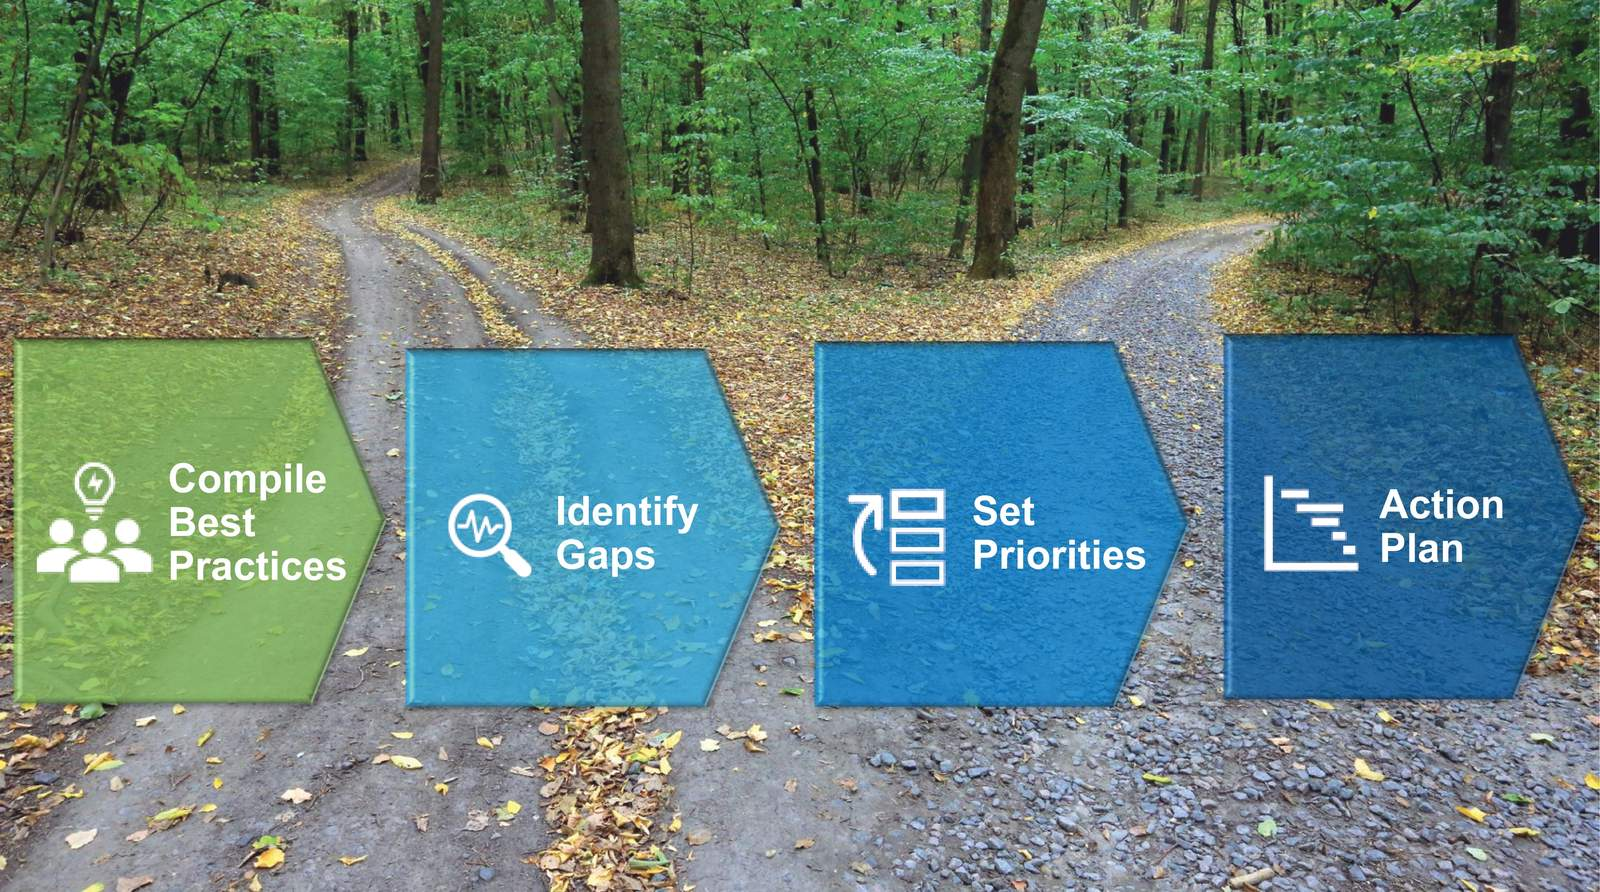 Compile
Best
Practices
Identify
Gaps
Set
Priorities
Action
Plan